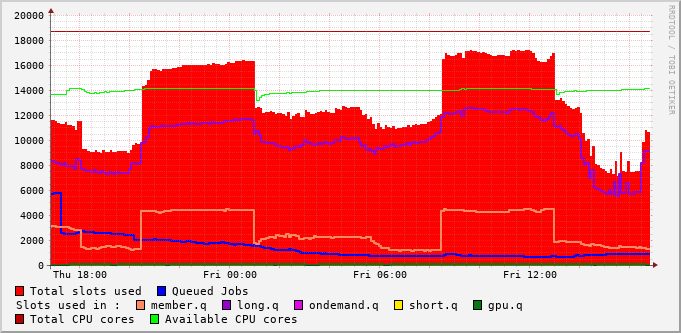 20000
18000
16000
14000
12000
10000
8000
6000
4000
2000
0
Thu 18:00 Fri 00:00 Fri 06:00 Fri 12:00
RRDTOOL / TOBI OETIKER
Total slots used Queued Jobs
Slots used in : member.q long.q ondemand.q short.q gpu.q
Total CPU cores Available CPU cores